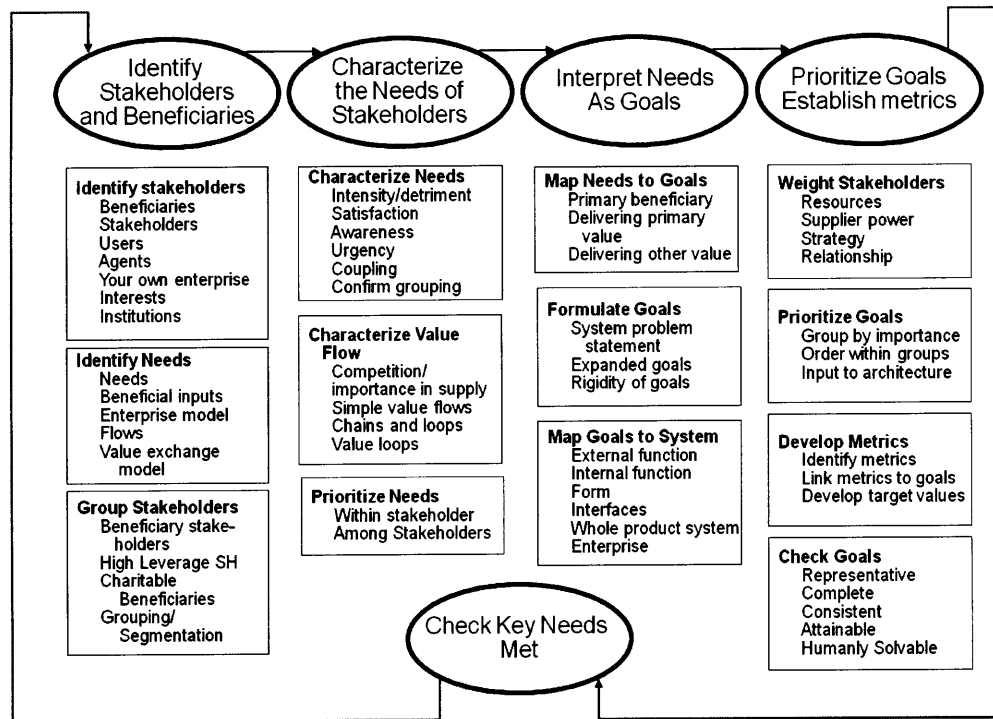 Identify
Stakeholders
and Beneficiaries
Characterize
the Needs of
Stakeholders
Interpret Needs
As Goals
Prioritize Goals
Establish metrics
Identify stakeholders
Beneficiaries
Stakeholders
Users
Agents
Your own enterprise
Interests
Institutions
Identify Needs
Needs
Beneficial inputs
Enterprise model
Flows
Value exchange
model
Group Stakeholders
Beneficiary stake-
holders
High Leverage SH
Charitable
Beneficiaries
Grouping/
Segmentation
Characterize Needs
Intensity/detriment
Satisfaction
Awareness
Urgency
Coupling
Confirm grouping
Characterize Value
Flow
Competition/
importance in supply
Simple value flows
Chains and loops
Value loops
Prioritize Needs
Within stakeholder
Among Stakeholders
Map Needs to Goals
Primary beneficiary
Delivering primary
value
Delivering other value
Formulate Goals
System problem
statement
Expanded goals
Rigidity of goals
Map Goals to System
External function
Internal function
Form
Interfaces
Whole product system
Enterprise
Weight Stakeholders
Resources
Supplier power
Strategy
Relationship
Prioritize Goals
Group by importance
Order within groups
Input to architecture
Develop Metrics
Identify metrics
Link metrics to goals
Develop target values
Check Goals
Representative
Complete
Consistent
Attainable
Humanly Solvable
Check Key Needs
Met